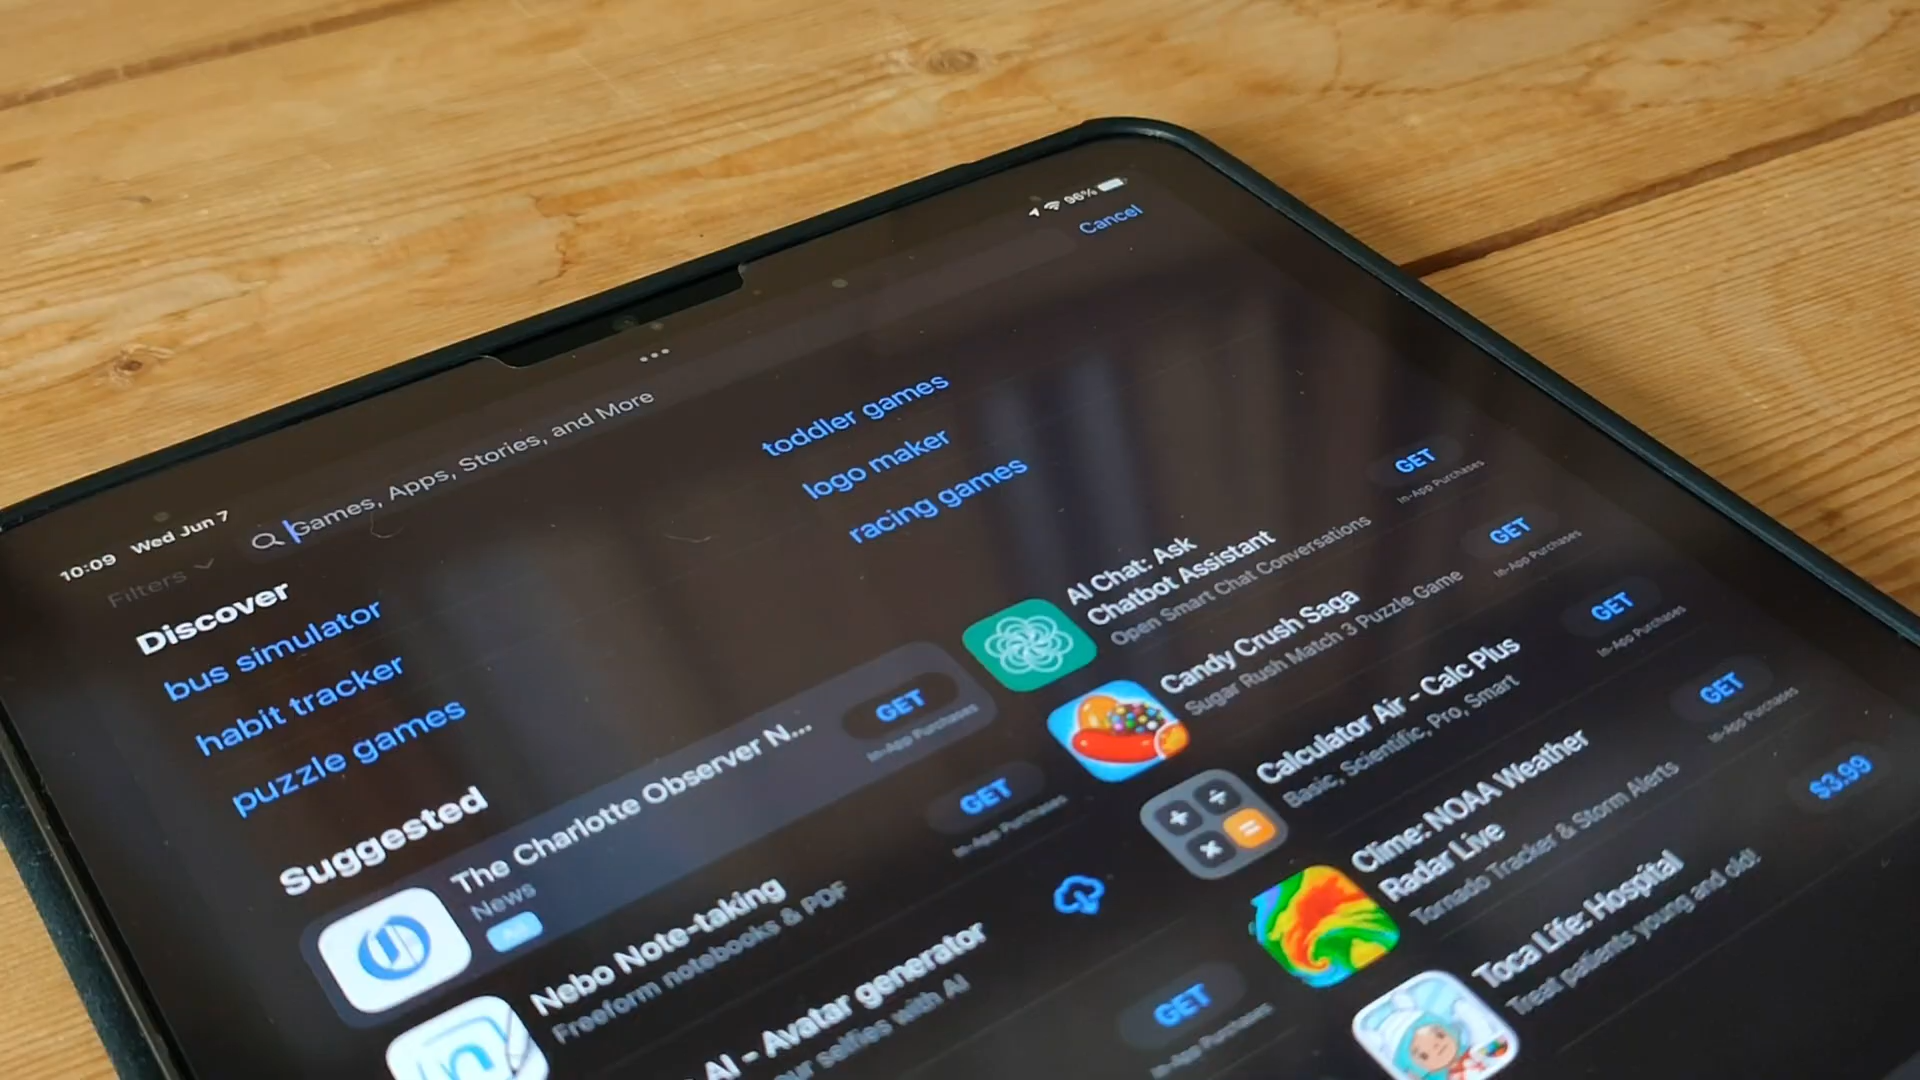 10:09 Wed Jun 7
96%
Filters
Games, Apps, Stories, and More
Cancel
Discover
bus simulator
habit tracker
puzzle games
toddler games
logo maker
racing games
Suggested
The Charlotte Observer N...
News
Ad
GET
In-App Purchases
Nebo Note-taking
Freeform notebooks & PDF
GET
In-App Purchases
AI - Avatar generator
our selfies with AI
GET
In-App Purchases
AI Chat: Ask
Chatbot Assistant
Open Smart Chat Conversations
GET
In-App Purchases
Candy Crush Saga
Sugar Rush Match 3 Puzzle Game
GET
In-App Purchases
Calculator Air - Calc Plus
Basic, Scientific, Pro, Smart
GET
In-App Purchases
Clime: NOAA Weather
Radar Live
Tornado Tracker & Storm Alerts
GET
In-App Purchases
Toca Life: Hospital
Treat patients young and old!
$3.99